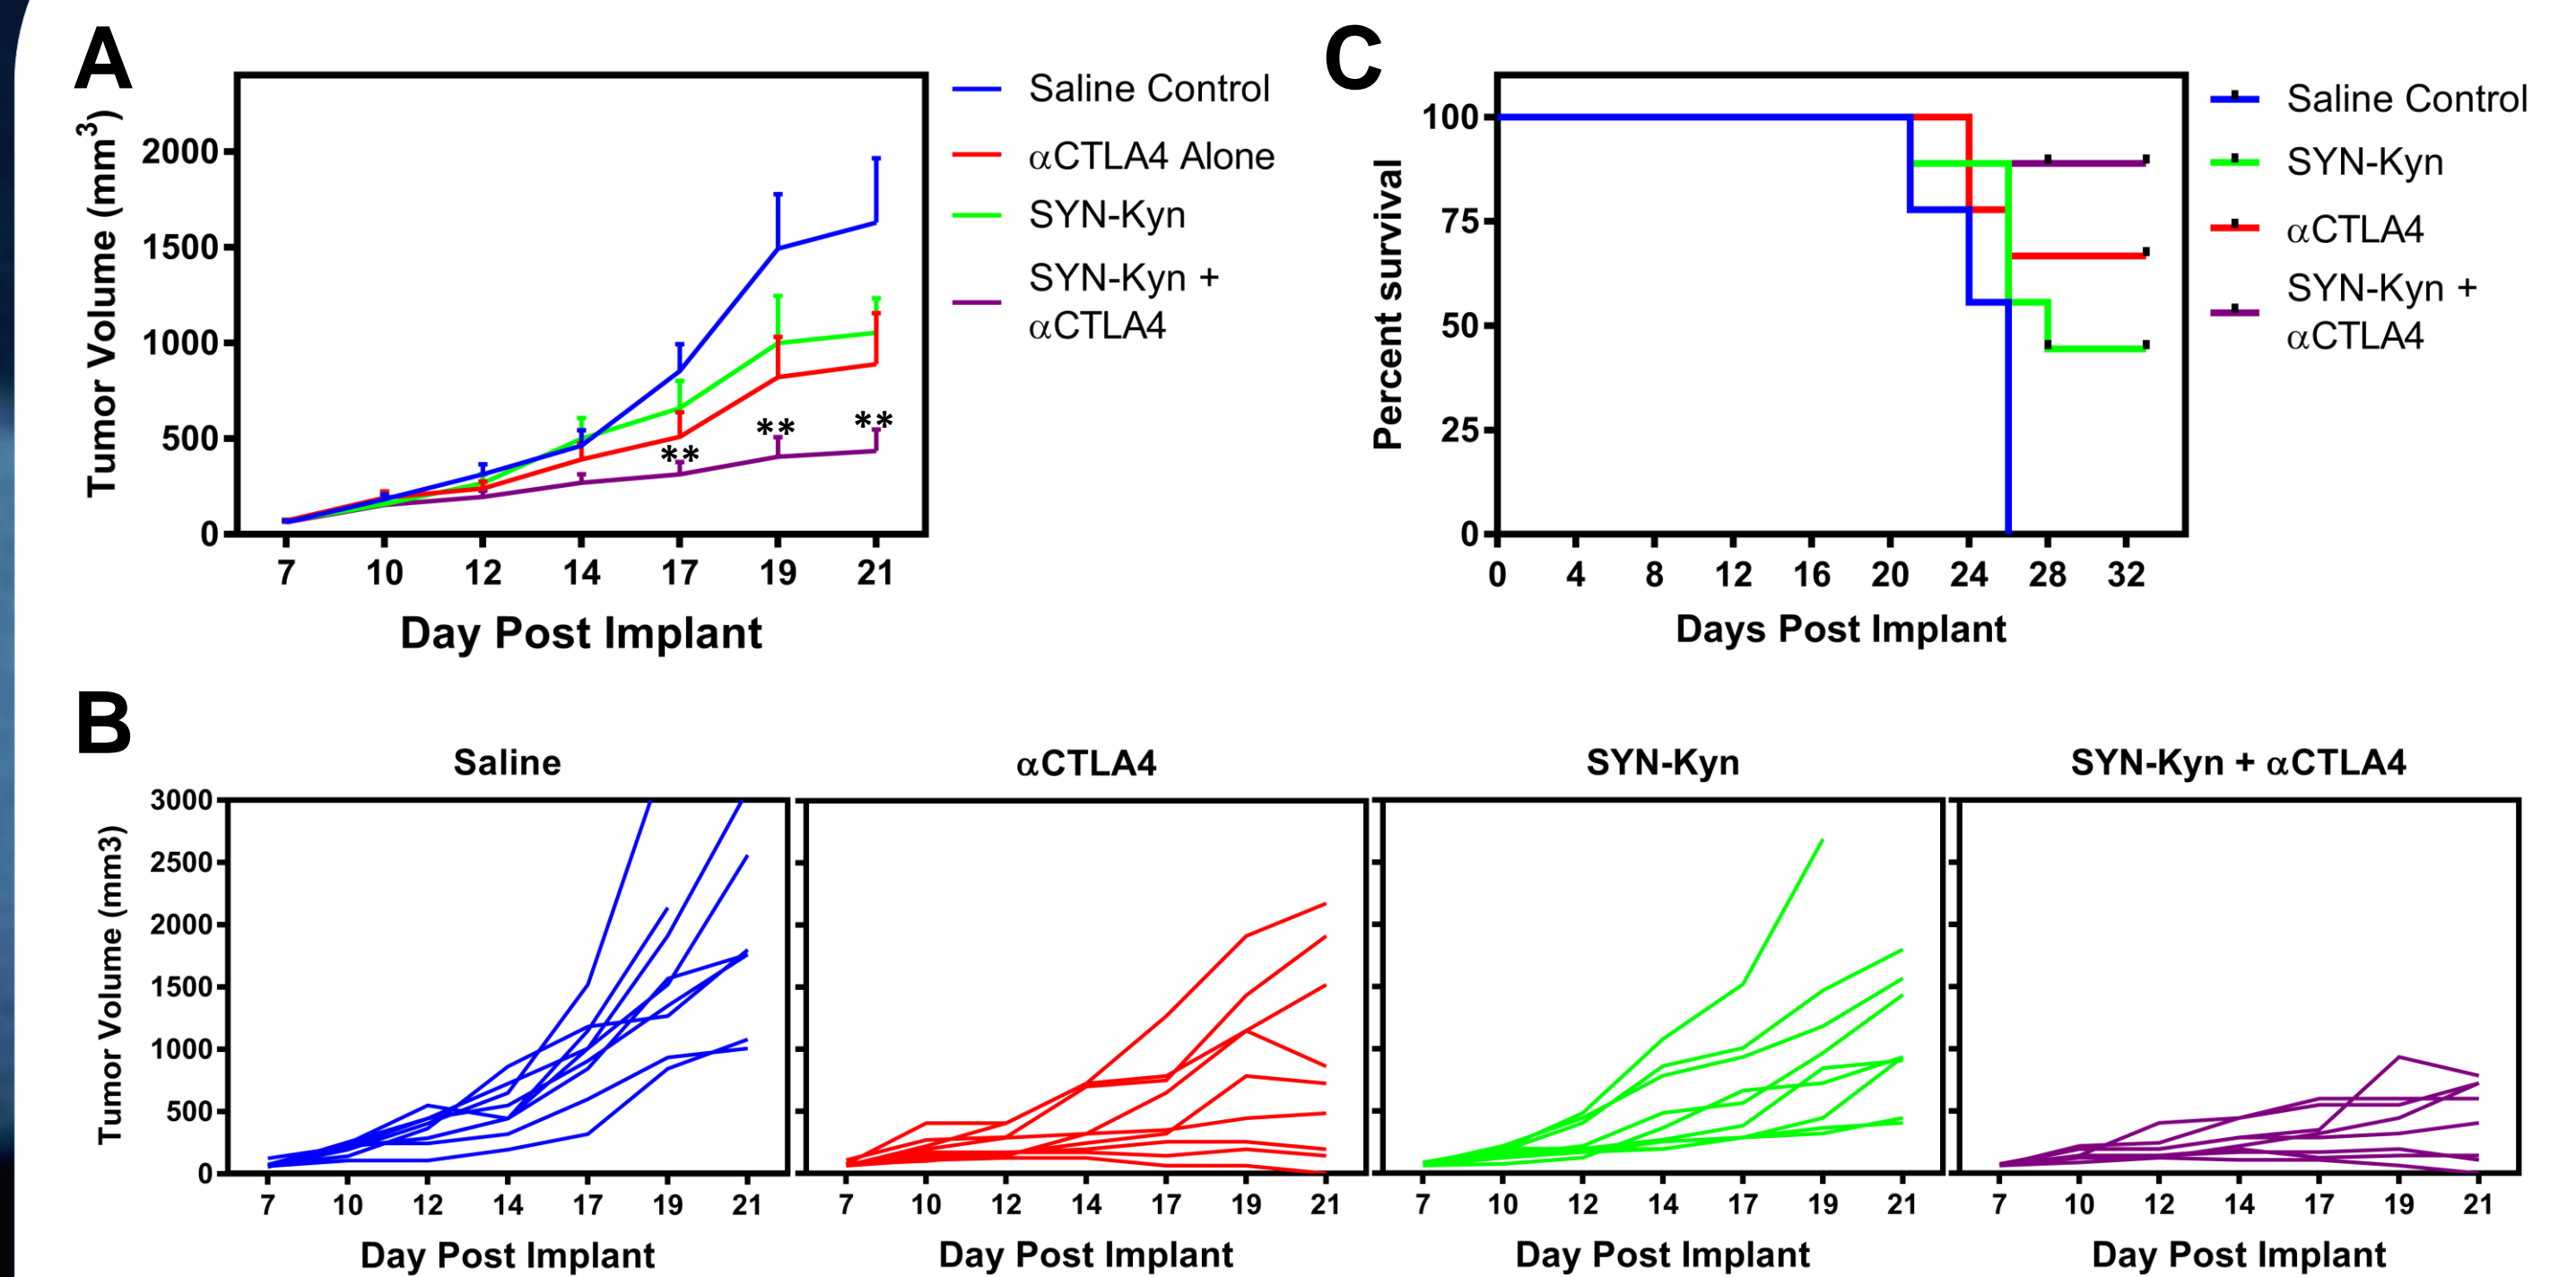 A
Tumor Volume (mm³)
2000
1500
1000
500
0
7 10 12 14 17 19 21
Day Post Implant
** ** **
Saline Control
αCTLA4 Alone
SYN-Kyn
SYN-Kyn +
αCTLA4
C
Percent survival
100
75
50
25
0
0 4 8 12 16 20 24 28 32
Days Post Implant
Saline Control
SYN-Kyn
αCTLA4
SYN-Kyn +
αCTLA4
B
Tumor Volume (mm3)
3000
2500
2000
1500
1000
500
0
Saline
7 10 12 14 17 19 21
Day Post Implant
αCTLA4
7 10 12 14 17 19 21
Day Post Implant
SYN-Kyn
7 10 12 14 17 19 21
Day Post Implant
SYN-Kyn + αCTLA4
7 10 12 14 17 19 21
Day Post Implant